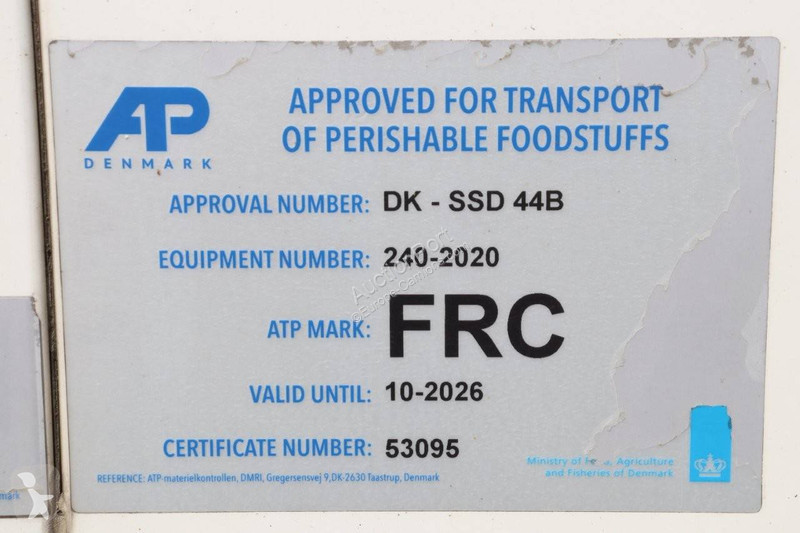 ATP
DENMARK
APPROVED FOR TRANSPORT
OF PERISHABLE FOODSTUFFS
APPROVAL NUMBER: DK - SSD 44B
EQUIPMENT NUMBER: 240-2020
ATP MARK: FRC
VALID UNTIL: 10-2026
CERTIFICATE NUMBER: 53095
REFERENCE: ATP-materielkontrollen, DMRI, Gregersensvej 9, DK-2630 Taastrup, Denmark
Ministry of Agriculture
and Fisheries of Denmark